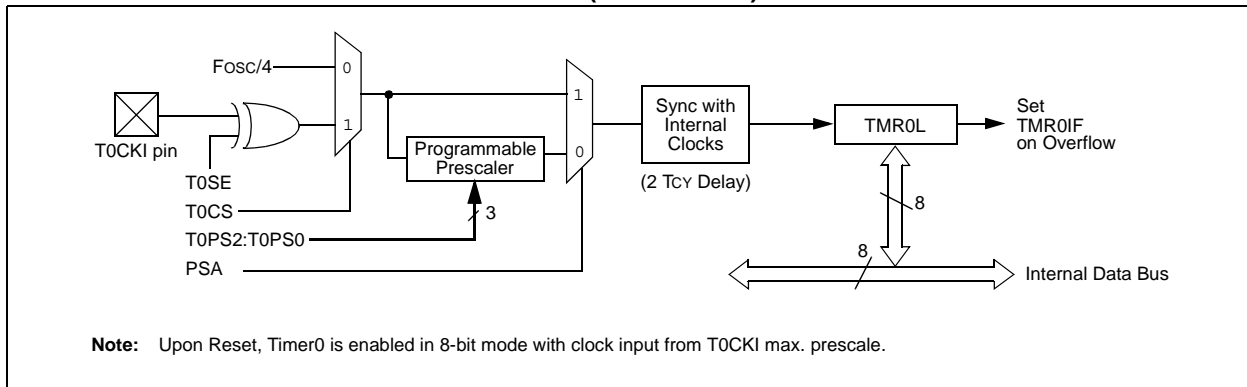 Fosc/4
0
1
T0CKI pin
T0SE
T0CS
T0PS2:T0PS0
PSA
Programmable
Prescaler
3
1
0
Sync with
Internal
Clocks
(2 TCY Delay)
TMR0L
Set
TMR0IF
on Overflow
8
8
Internal Data Bus
Note: Upon Reset, Timer0 is enabled in 8-bit mode with clock input from T0CKI max. prescale.